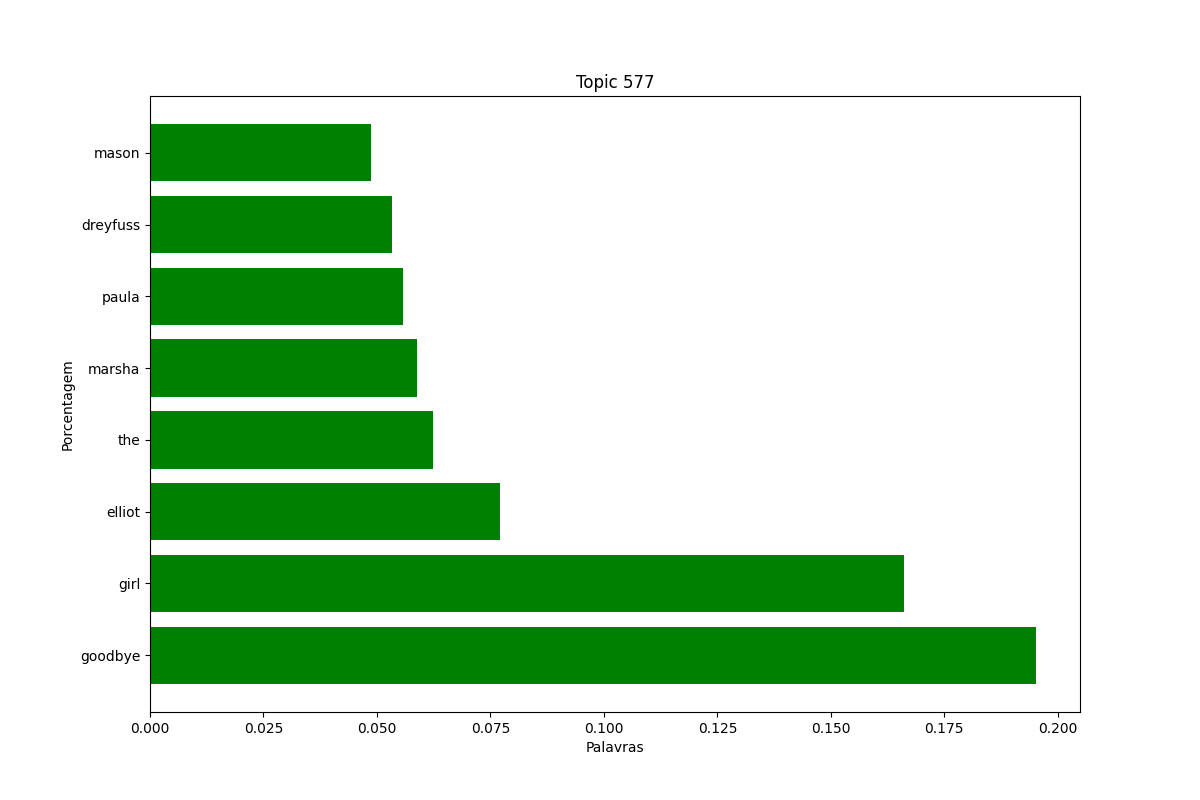 Topic 577
mason
dreyfuss
paula
marsha
the
elliot
girl
goodbye
Porcentagem
0.000 0.025 0.050 0.075 0.100 0.125 0.150 0.175 0.200
Palavras